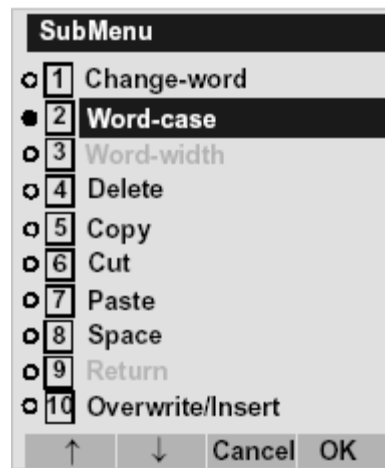 SubMenu
1 Change-word
2 Word-case
3 Word-width
4 Delete
5 Copy
6 Cut
7 Paste
8 Space
9 Return
10 Overwrite/Insert
↑ ↓ Cancel OK